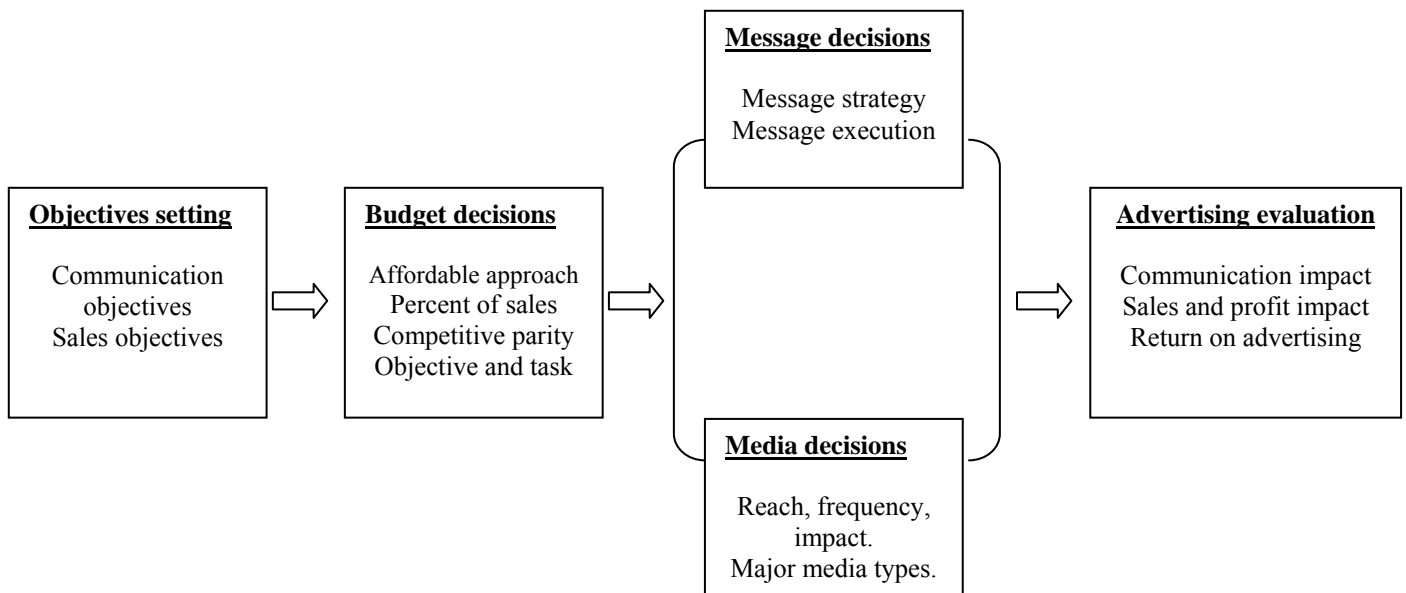 Objectives setting
Communication
objectives
Sales objectives
Budget decisions
Affordable approach
Percent of sales
Competitive parity
Objective and task
Message decisions
Message strategy
Message execution
Media decisions
Reach, frequency,
impact.
Major media types.
Advertising evaluation
Communication impact
Sales and profit impact
Return on advertising